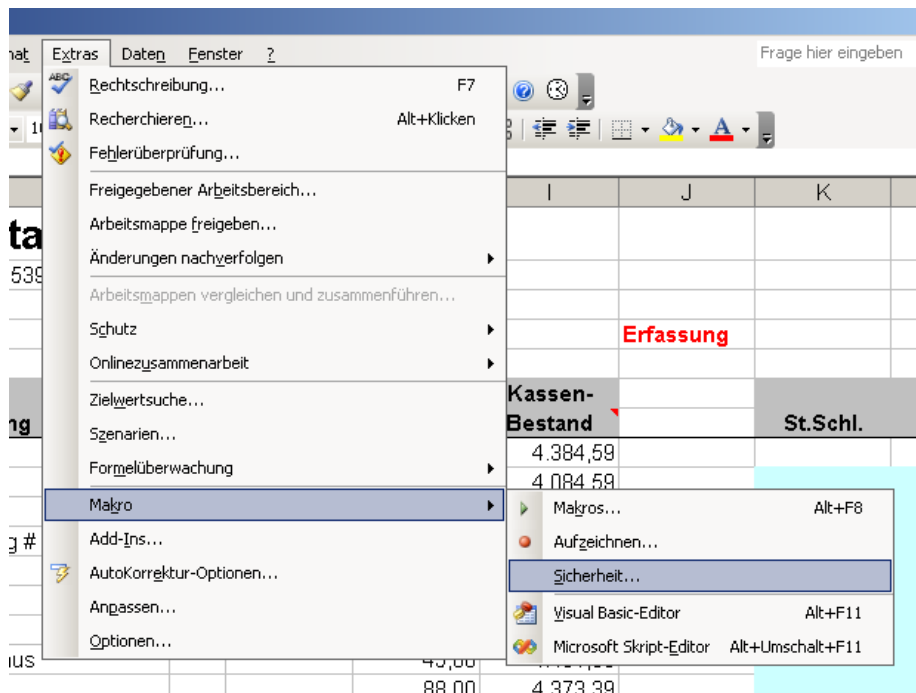 Extras Daten Fenster ?
Frage hier eingeben
Rechtschreibung... F7
Recherchieren... Alt+Klicken
Fehlerüberprüfung...
Freigegebener Arbeitsbereich...
Arbeitsmappe freigeben...
Änderungen nachverfolgen
Arbeitsmappen vergleichen und zusammenführen...
Schutz
Onlinezusammenarbeit
Zielwertsuche...
Szenarien...
Formelüberwachung
Makro
Add-Ins...
AutoKorrektur-Optionen...
Anpassen...
Optionen...
Makros... Alt+F8
Aufzeichnen...
Sicherheit...
Visual Basic-Editor Alt+F11
Microsoft Skript-Editor Alt+Umschalt+F11
I J K
539
Erfassung
Kassen-
Bestand St.Schl.
4.384,59
4.084,59
88,00 4.373,39